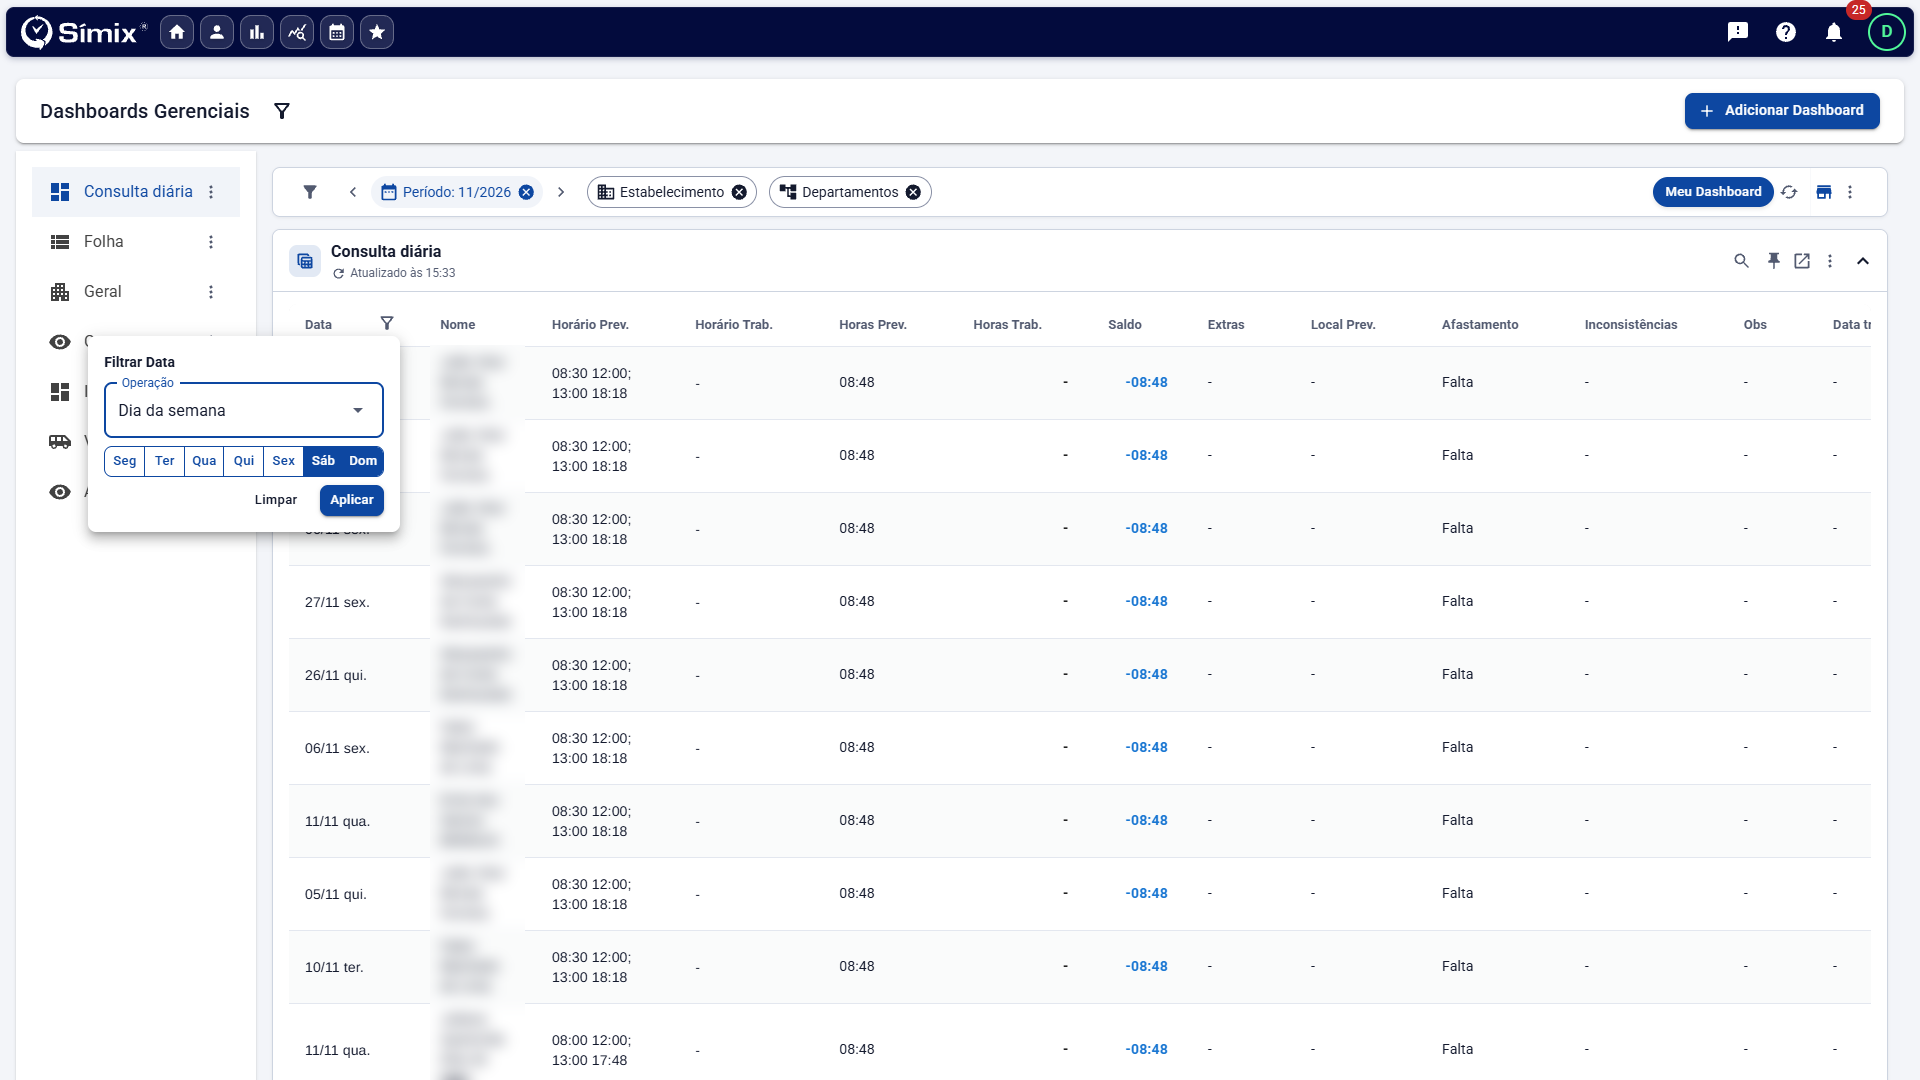 Símix
25
D
Dashboards Gerenciais
Adicionar Dashboard
Consulta diária
Folha
Geral
Período: 11/2026
Estabelecimento
Departamentos
Meu Dashboard
Consulta diária
Atualizado às 15:33
Data Nome Horário Prev. Horário Trab. Horas Prev. Horas Trab. Saldo Extras Local Prev. Afastamento Inconsistências Obs Data tr
Filtrar Data
Operação
Dia da semana
Seg Ter Qua Qui Sex Sáb Dom
Limpar Aplicar
08:30 12:00;
13:00 18:18 - 08:48 - -08:48 - - Falta - - -
08:30 12:00;
13:00 18:18 - 08:48 - -08:48 - - Falta - - -
08:30 12:00;
13:00 18:18 - 08:48 - -08:48 - - Falta - - -
27/11 sex. 08:30 12:00;
13:00 18:18 - 08:48 - -08:48 - - Falta - - -
26/11 qui. 08:30 12:00;
13:00 18:18 - 08:48 - -08:48 - - Falta - - -
06/11 sex. 08:30 12:00;
13:00 18:18 - 08:48 - -08:48 - - Falta - - -
11/11 qua. 08:30 12:00;
13:00 18:18 - 08:48 - -08:48 - - Falta - - -
05/11 qui. 08:30 12:00;
13:00 18:18 - 08:48 - -08:48 - - Falta - - -
10/11 ter. 08:30 12:00;
13:00 18:18 - 08:48 - -08:48 - - Falta - - -
11/11 qua. 08:00 12:00;
13:00 17:48 - 08:48 - -08:48 - - Falta - - -